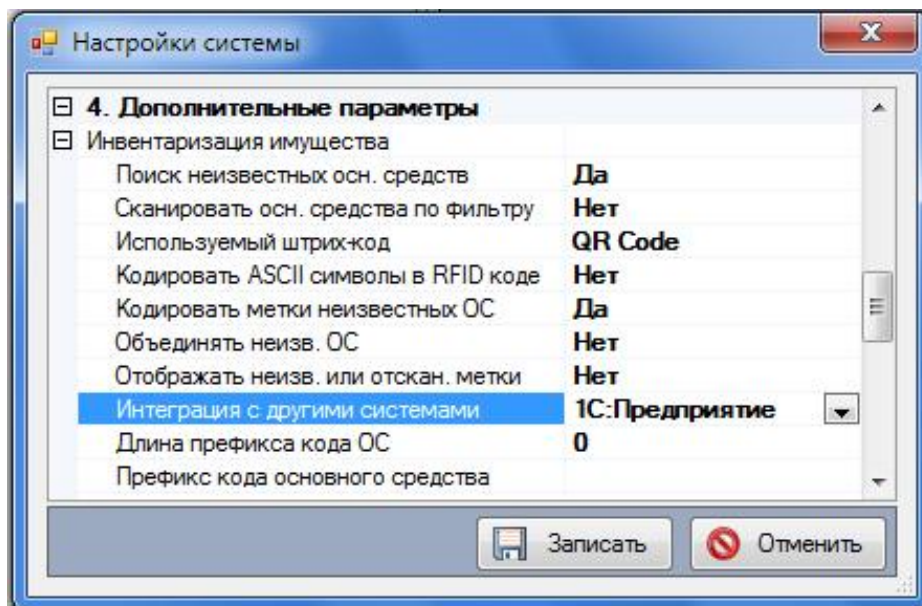 Настройки системы
4. Дополнительные параметры
Инвентаризация имущества
Поиск неизвестных осн. средств Да
Сканировать осн. средства по фильтру Нет
Используемый штрих-код QR Code
Кодировать ASCII символы в RFID коде Нет
Кодировать метки неизвестных ОС Да
Объединять неизв. ОС Нет
Отображать неизв. или отскан. метки Нет
Интеграция с другими системами 1С:Предприятие
Длина префикса кода ОС 0
Префикс кода основного средства
Записать Отменить